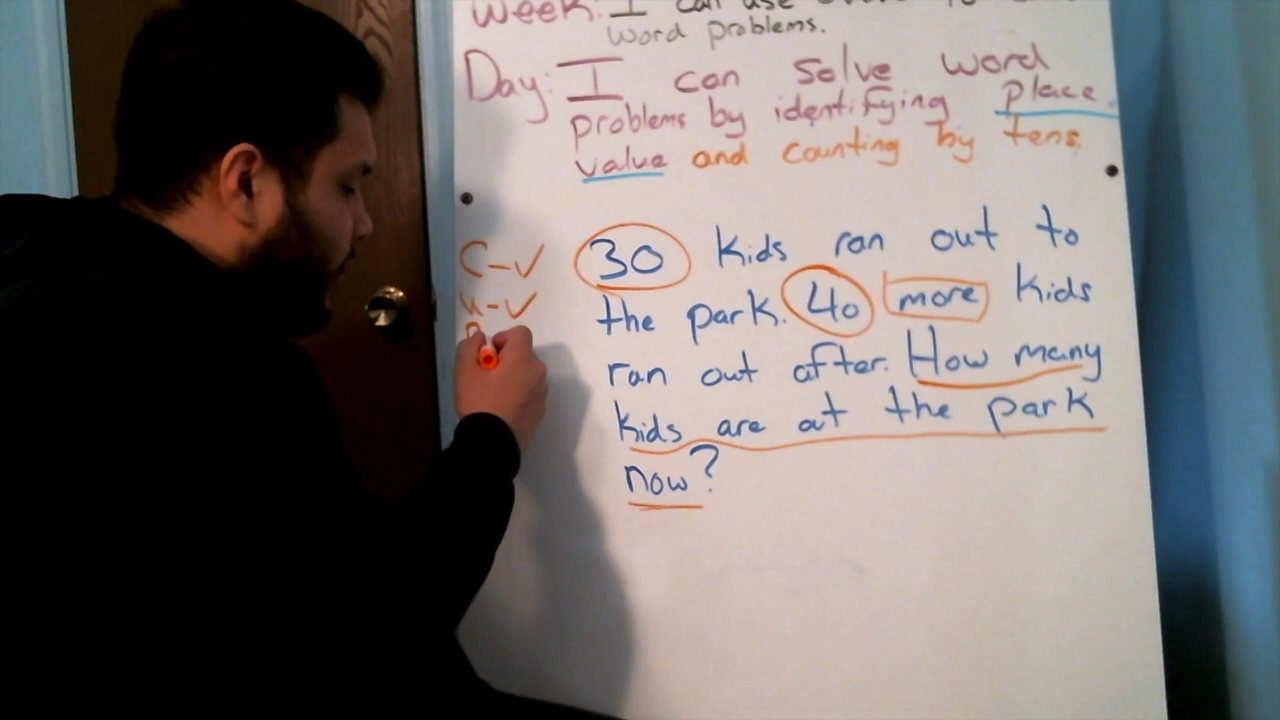 Week: I can use
word problems.
Day: I can solve word
problems by identifying place
value and counting by tens.
C-✓ 30 kids ran out to
u-✓ the park. 40 more kids
ran out after. How many
kids are at the park
now?